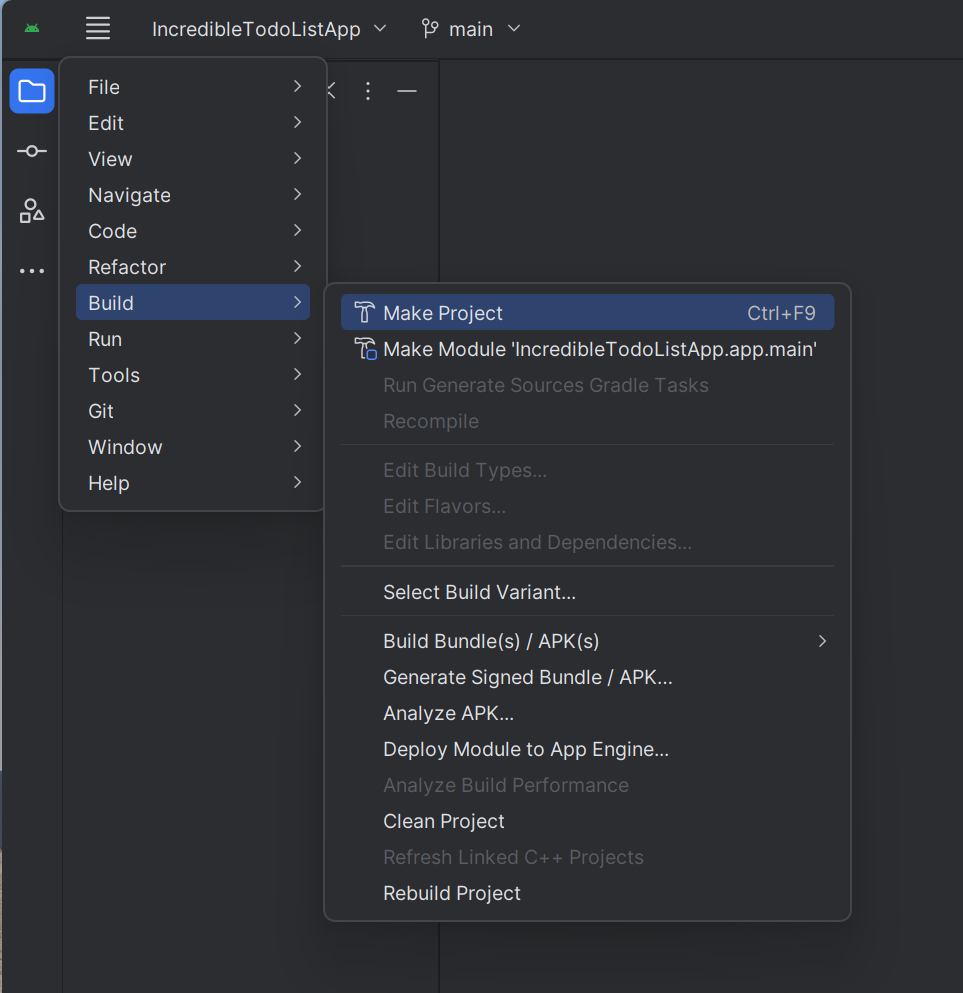 IncredibleTodoListApp main
File
Edit
View
Navigate
Code
Refactor
Build
Run
Tools
Git
Window
Help
Make Project Ctrl+F9
Make Module 'IncredibleTodoListApp.app.main'
Run Generate Sources Gradle Tasks
Recompile
Edit Build Types...
Edit Flavors...
Edit Libraries and Dependencies...
Select Build Variant...
Build Bundle(s) / APK(s)
Generate Signed Bundle / APK...
Analyze APK...
Deploy Module to App Engine...
Analyze Build Performance
Clean Project
Refresh Linked C++ Projects
Rebuild Project